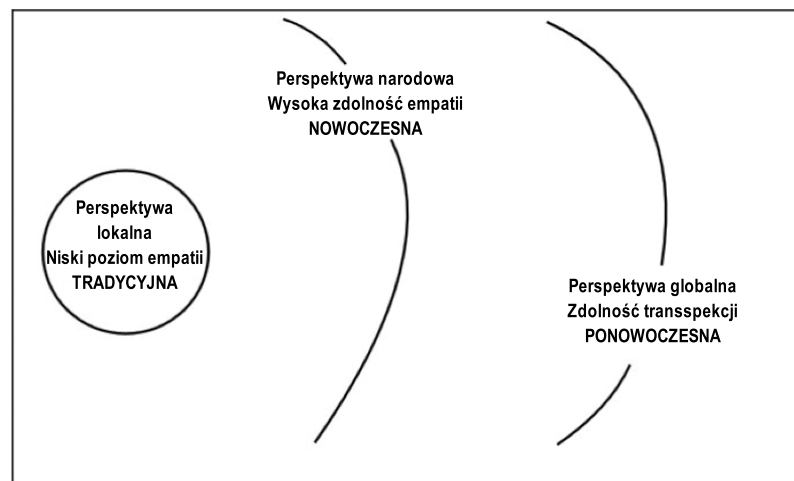 Perspektywa
lokalna
Niski poziom empatii
TRADYCYJNA
Perspektywa narodowa
Wysoka zdolność empatii
NOWOCZESNA
Perspektywa globalna
Zdolność transspekcji
PONOWOCZESNA